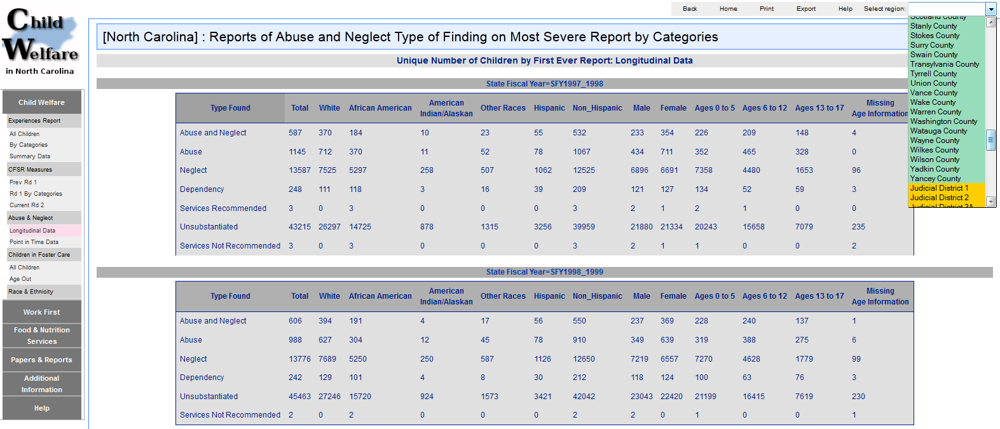 Back Home Print Export Help Select region:
Child
Welfare
in North Carolina
Child Welfare
Experiences Report
All Children
By Categories
Summary Data
CFSR Measures
Prev Rd 1
Rd 1 By Categories
Current Rd 2
Abuse & Neglect
Longitudinal Data
Point in Time Data
Children in Foster Care
All Children
Age Out
Race & Ethnicity
Work First
Food & Nutrition
Services
Papers & Reports
Additional
Information
Help
[North Carolina] : Reports of Abuse and Neglect Type of Finding on Most Severe Report by Categories
Unique Number of Children by First Ever Report: Longitudinal Data
State Fiscal Year=SFY1997_1998
Type Found Total White African American American Indian/Alaskan Other Races Hispanic Non_Hispanic Male Female Ages 0 to 5 Ages 6 to 12 Ages 13 to 17 Missing Age Information
Abuse and Neglect 587 370 184 10 23 55 532 233 354 226 209 148 4
Abuse 1145 712 370 11 52 78 1067 434 711 352 465 328 0
Neglect 13587 7525 5297 258 507 1062 12525 6896 6691 7358 4480 1653 96
Dependency 248 111 118 3 16 39 209 121 127 134 52 59 3
Services Recommended 3 0 3 0 0 0 3 2 1 2 1 0 0
Unsubstantiated 43215 26297 14725 878 1315 3256 39959 21880 21334 20243 15658 7079 235
Services Not Recommended 3 0 3 0 0 0 3 2 1 1 0 0 2
State Fiscal Year=SFY1998_1999
Type Found Total White African American American Indian/Alaskan Other Races Hispanic Non_Hispanic Male Female Ages 0 to 5 Ages 6 to 12 Ages 13 to 17 Missing Age Information
Abuse and Neglect 606 394 191 4 17 56 550 237 369 228 240 137 1
Abuse 988 627 304 12 45 78 910 349 639 319 388 275 6
Neglect 13776 7689 5250 250 587 1126 12650 7219 6557 7270 4628 1779 99
Dependency 242 129 101 4 8 30 212 118 124 100 63 76 3
Unsubstantiated 45463 27246 15720 924 1573 3421 42042 23043 22420 21199 16415 7619 230
Services Not Recommended 2 0 2 0 0 0 2 2 0 1 0 0 1
Scotland County
Stanly County
Stokes County
Surry County
Swain County
Transylvania County
Tyrrell County
Union County
Vance County
Wake County
Warren County
Washington County
Watauga County
Wayne County
Wilkes County
Wilson County
Yadkin County
Yancey County
Judicial District 1
Judicial District 2
Judicial District 3A